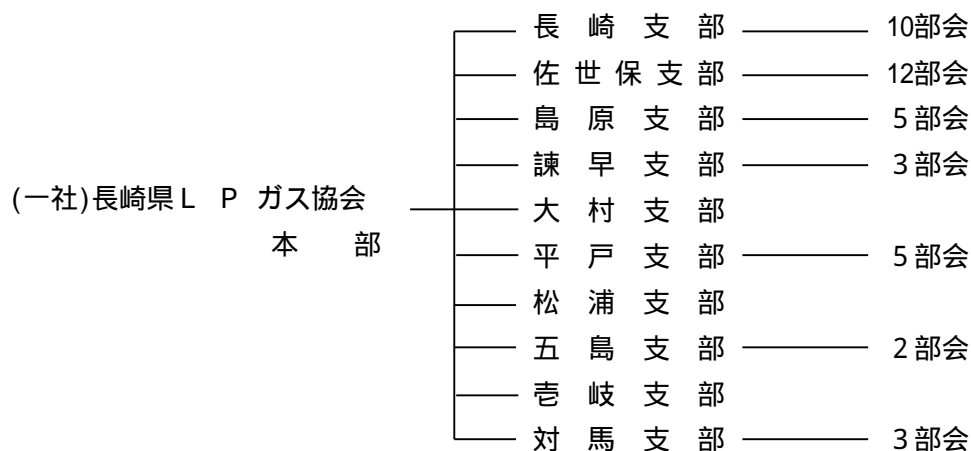 長崎支部 10部会
佐世保支部 12部会
島原支部 5部会
諫早支部 3部会
(一社)長崎県LPガス協会
大村支部
本部
平戸支部 5部会
松浦支部
五島支部 2部会
壱岐支部
対馬支部 3部会